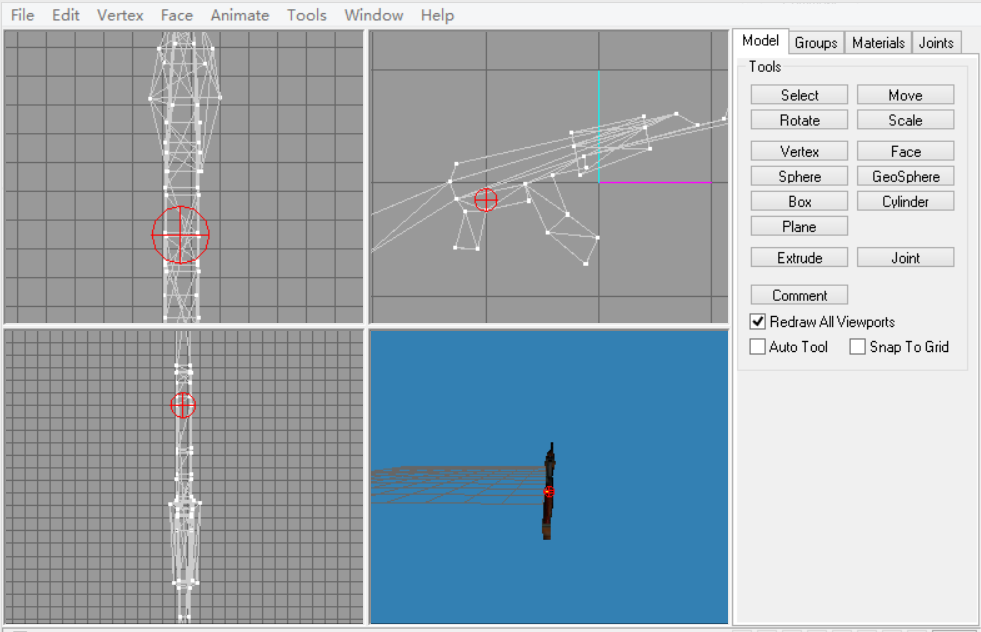 File Edit Vertex Face Animate Tools Window Help
Model Groups Materials Joints
Tools
Select Move
Rotate Scale
Vertex Face
Sphere GeoSphere
Box Cylinder
Plane
Extrude Joint
Comment
Redraw All Viewports
Auto Tool Snap To Grid